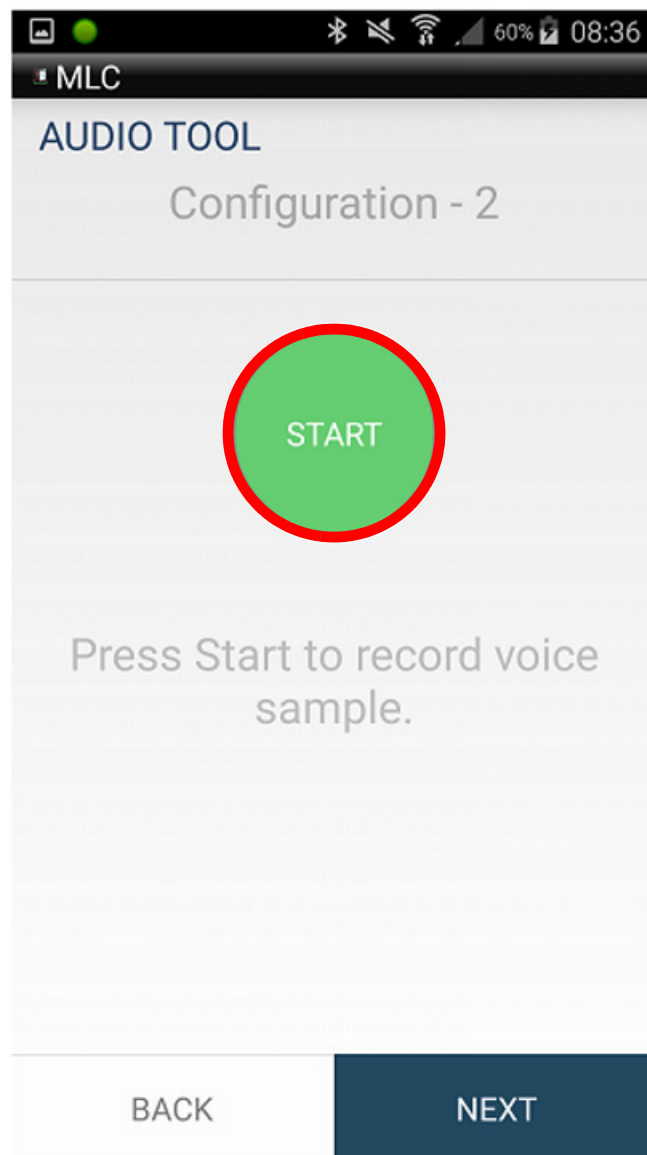 60% 08:36
MLC
AUDIO TOOL
Configuration - 2
START
Press Start to record voice
sample.
BACK NEXT